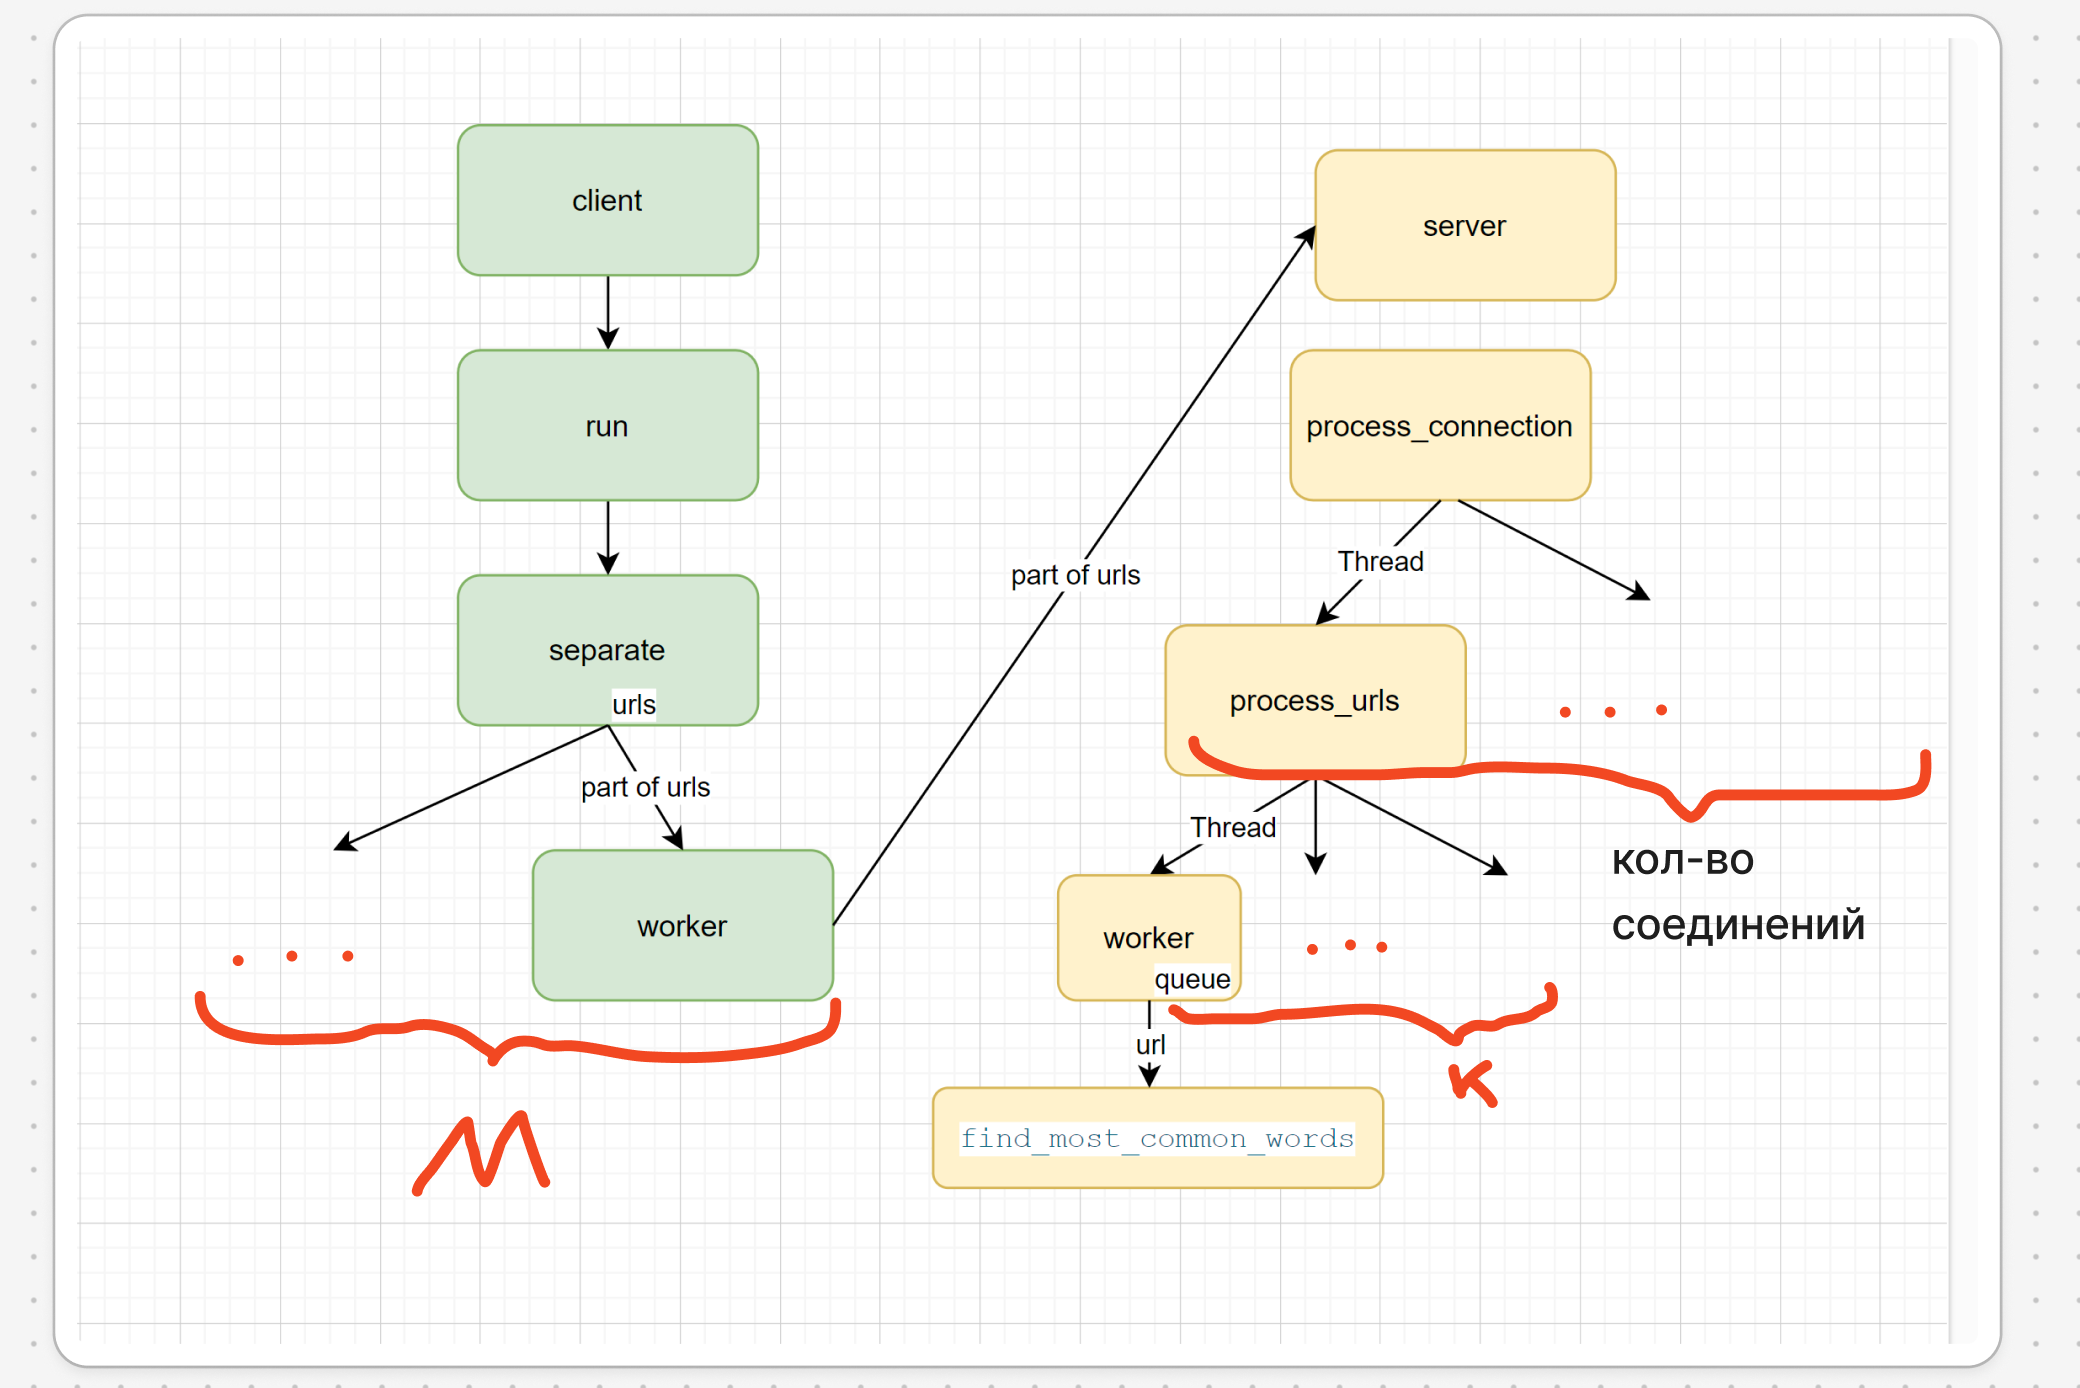 client
run
separate
urls
part of urls
worker
M
part of urls
server
process_connection
Thread
process_urls
Thread
кол-во
соединений
worker
queue
K
url
find_most_common_words